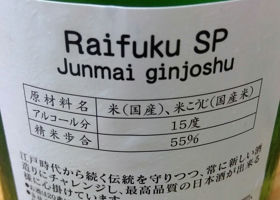 Raifuku SP
Junmai ginjoshu
原材料名 米(国産)、米こうじ(国産米)
アルコール分 15度
精米歩合 55%
江戸時代から続く伝統を守りつつ、常に新しい酒
造りにチャレンジし、最高品質の日本酒が出来る
様に心掛けています。